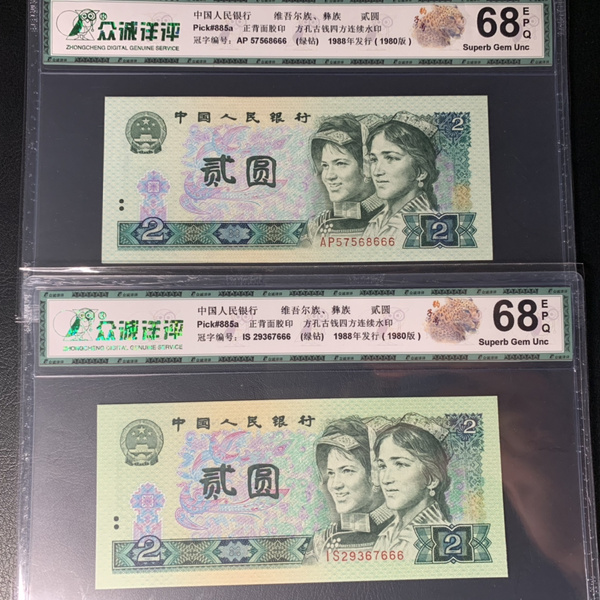 众诚详评
ZHONGCHENG DIGITAL GENUINE SERVICE
中国人民银行 维吾尔族、彝族 贰圆
Pick#885a 正背面胶印 方孔古钱四方连续水印
冠字编号: AP 57568666 (绿钻) 1988年发行 (1980版)
68 EPQ
Superb Gem Unc
中国人民银行
贰圆
2
AP57568666
2
2
众诚详评
ZHONGCHENG DIGITAL GENUINE SERVICE
中国人民银行 维吾尔族、彝族 贰圆
Pick#885a 正背面胶印 方孔古钱四方连续水印
冠字编号: IS 29367666 (绿钻) 1988年发行 (1980版)
68 EPQ
Superb Gem Unc
中国人民银行
贰圆
2
IS29367666
2
2